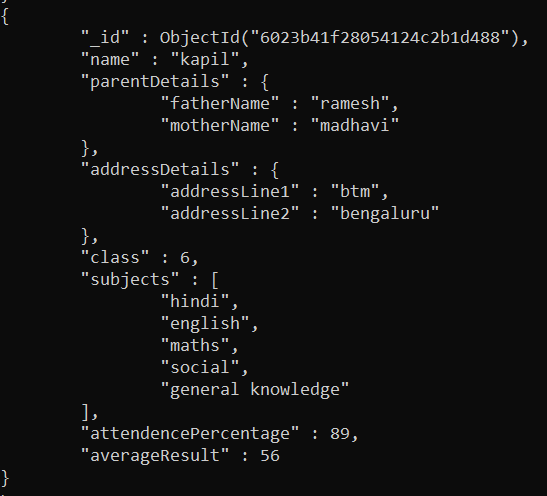 {
"_id" : ObjectId("6023b41f28054124c2b1d488"),
"name" : "kapil",
"parentDetails" : {
"fatherName" : "ramesh",
"motherName" : "madhavi"
},
"addressDetails" : {
"addressLine1" : "btm",
"addressLine2" : "bengaluru"
},
"class" : 6,
"subjects" : [
"hindi",
"english",
"maths",
"social",
"general knowledge"
],
"attendencePercentage" : 89,
"averageResult" : 56
}